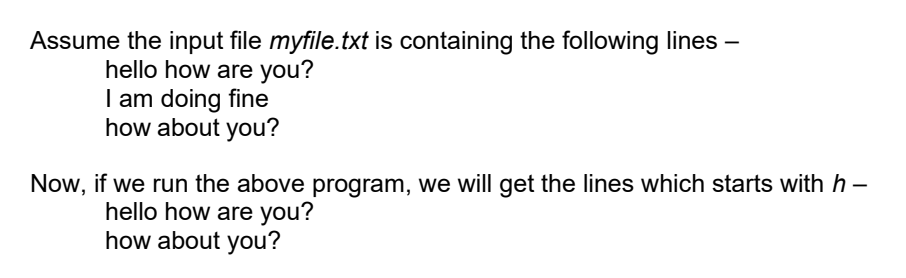 Assume the input file myfile.txt is containing the following lines –
hello how are you?
I am doing fine
how about you?
Now, if we run the above program, we will get the lines which starts with h –
hello how are you?
how about you?